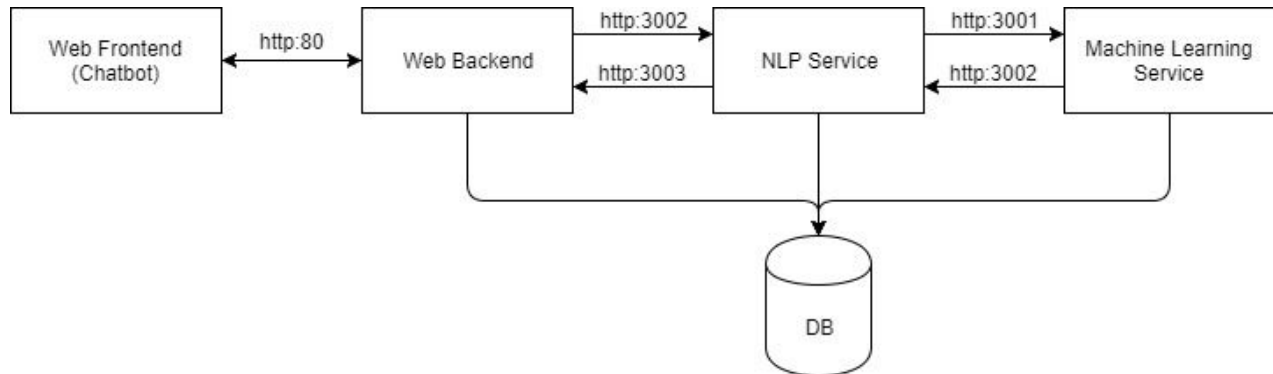 Web Frontend
(Chatbot)
http:80
Web Backend
http:3002
http:3003
NLP Service
http:3001
http:3002
Machine Learning
Service
DB